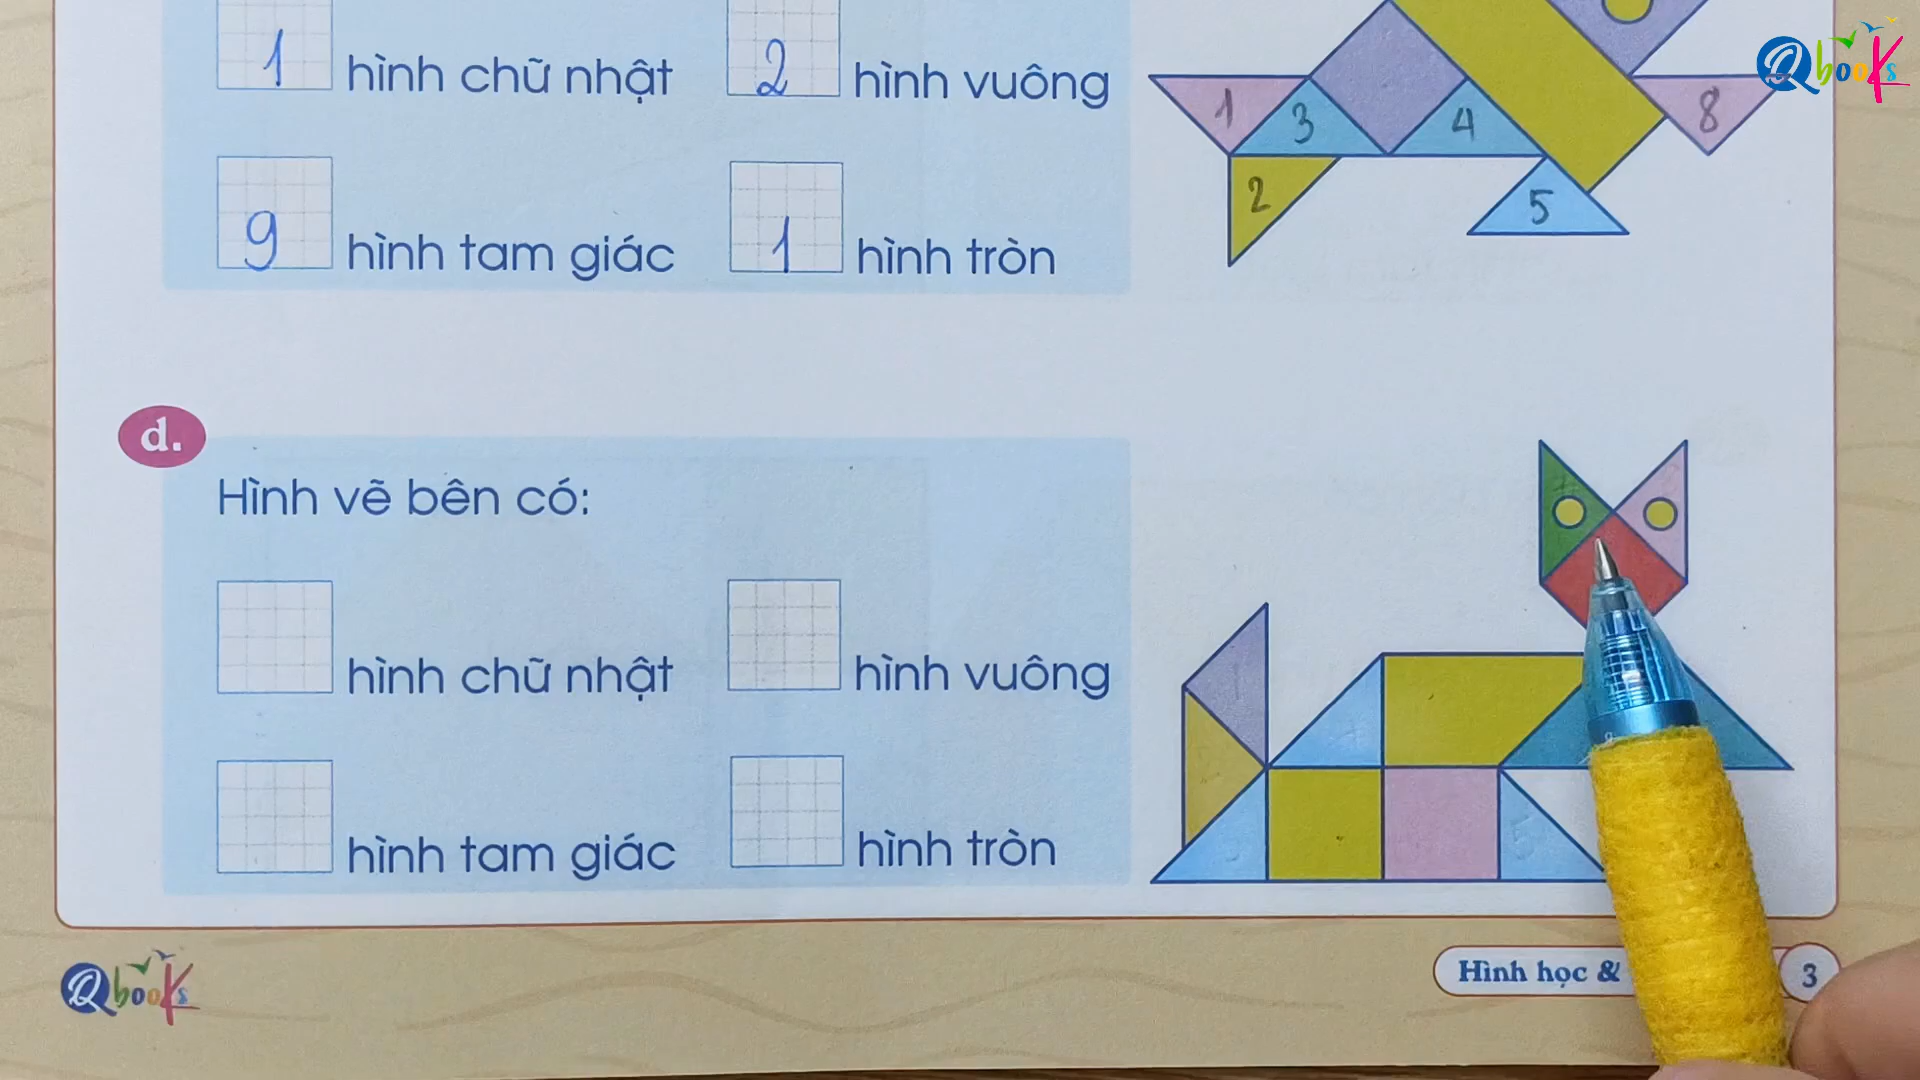 Qbooks
1 hình chữ nhật 2 hình vuông
9 hình tam giác 1 hình tròn
1 3 4 8
2 5
d.
Hình vẽ bên có:
hình chữ nhật hình vuông
hình tam giác hình tròn
Qbooks
Hình học & 3